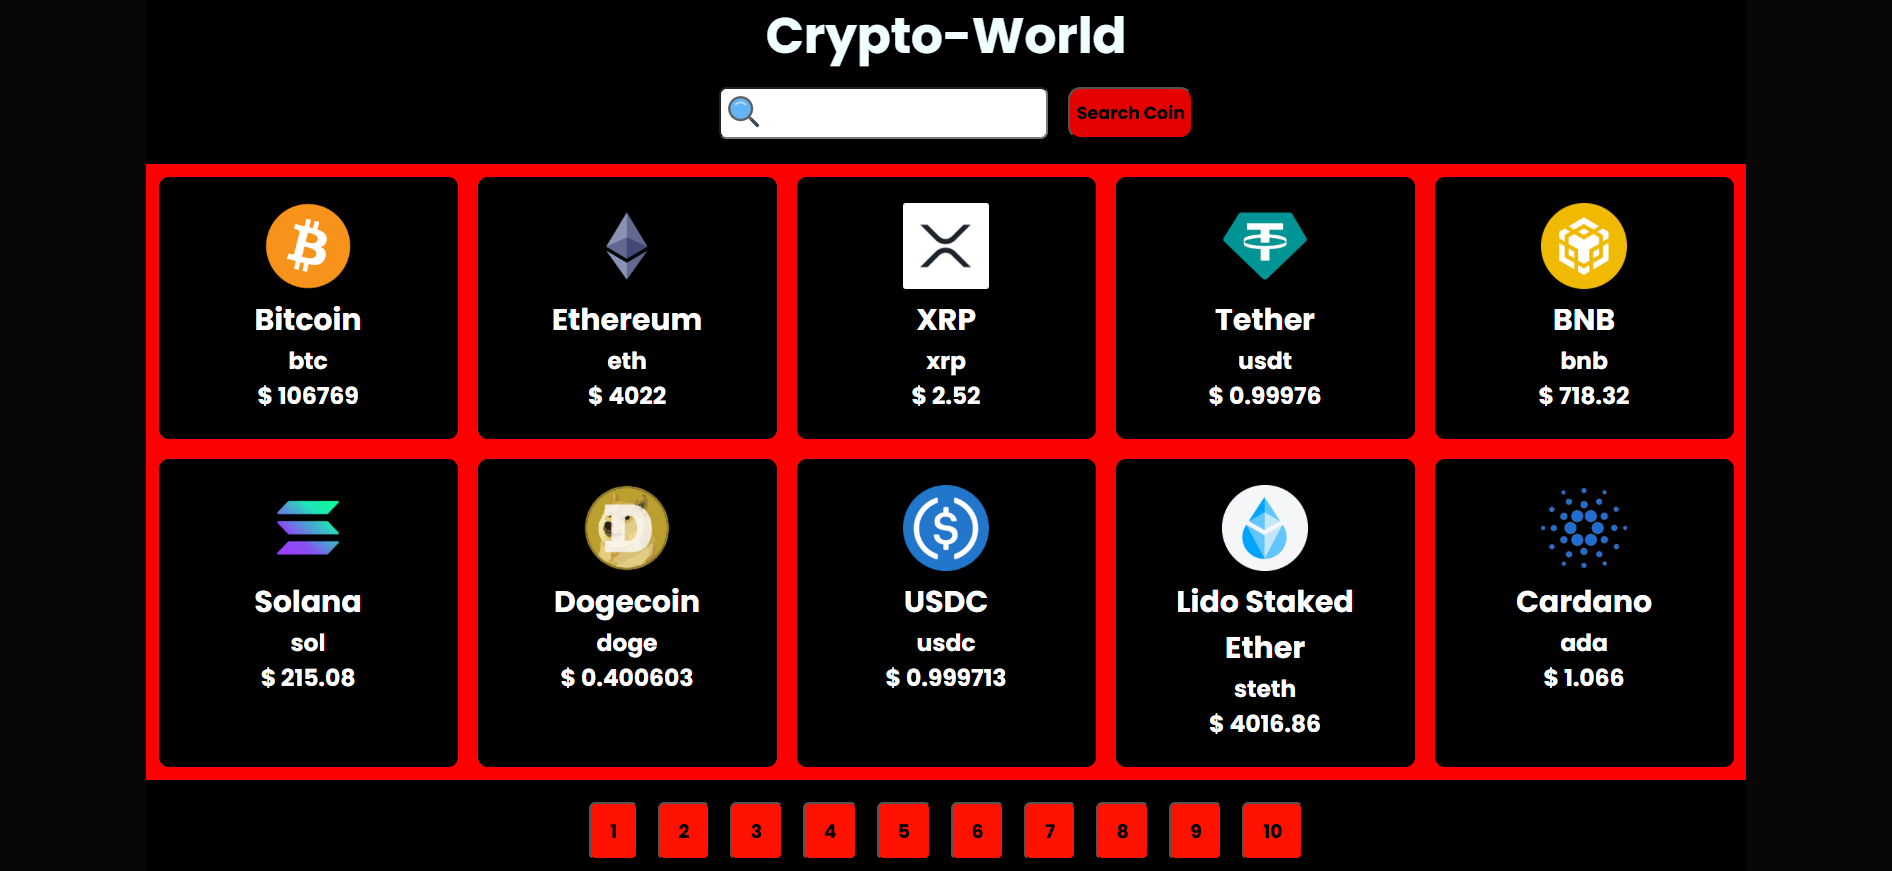 Crypto-World
Search Coin
Bitcoin
btc
$ 106769
Ethereum
eth
$ 4022
XRP
xrp
$ 2.52
Tether
usdt
$ 0.99976
BNB
bnb
$ 718.32
Solana
sol
$ 215.08
Dogecoin
doge
$ 0.400603
USDC
usdc
$ 0.999713
Lido Staked
Ether
steth
$ 4016.86
Cardano
ada
$ 1.066
1 2 3 4 5 6 7 8 9 10